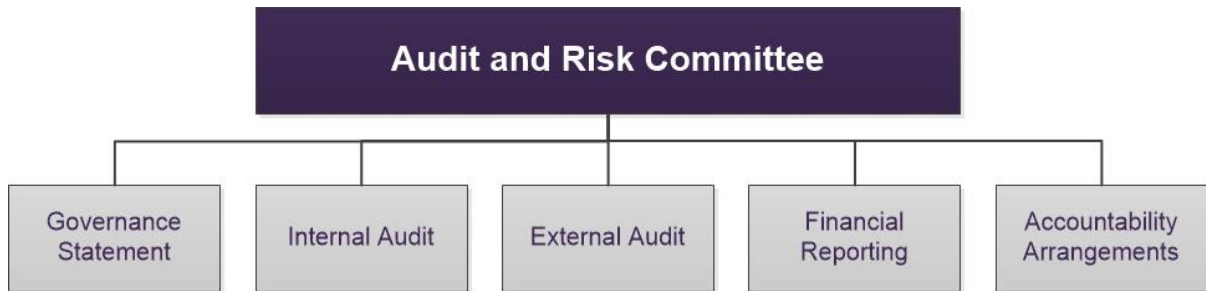 Audit and Risk Committee
Governance
Statement
Internal Audit
External Audit
Financial
Reporting
Accountability
Arrangements